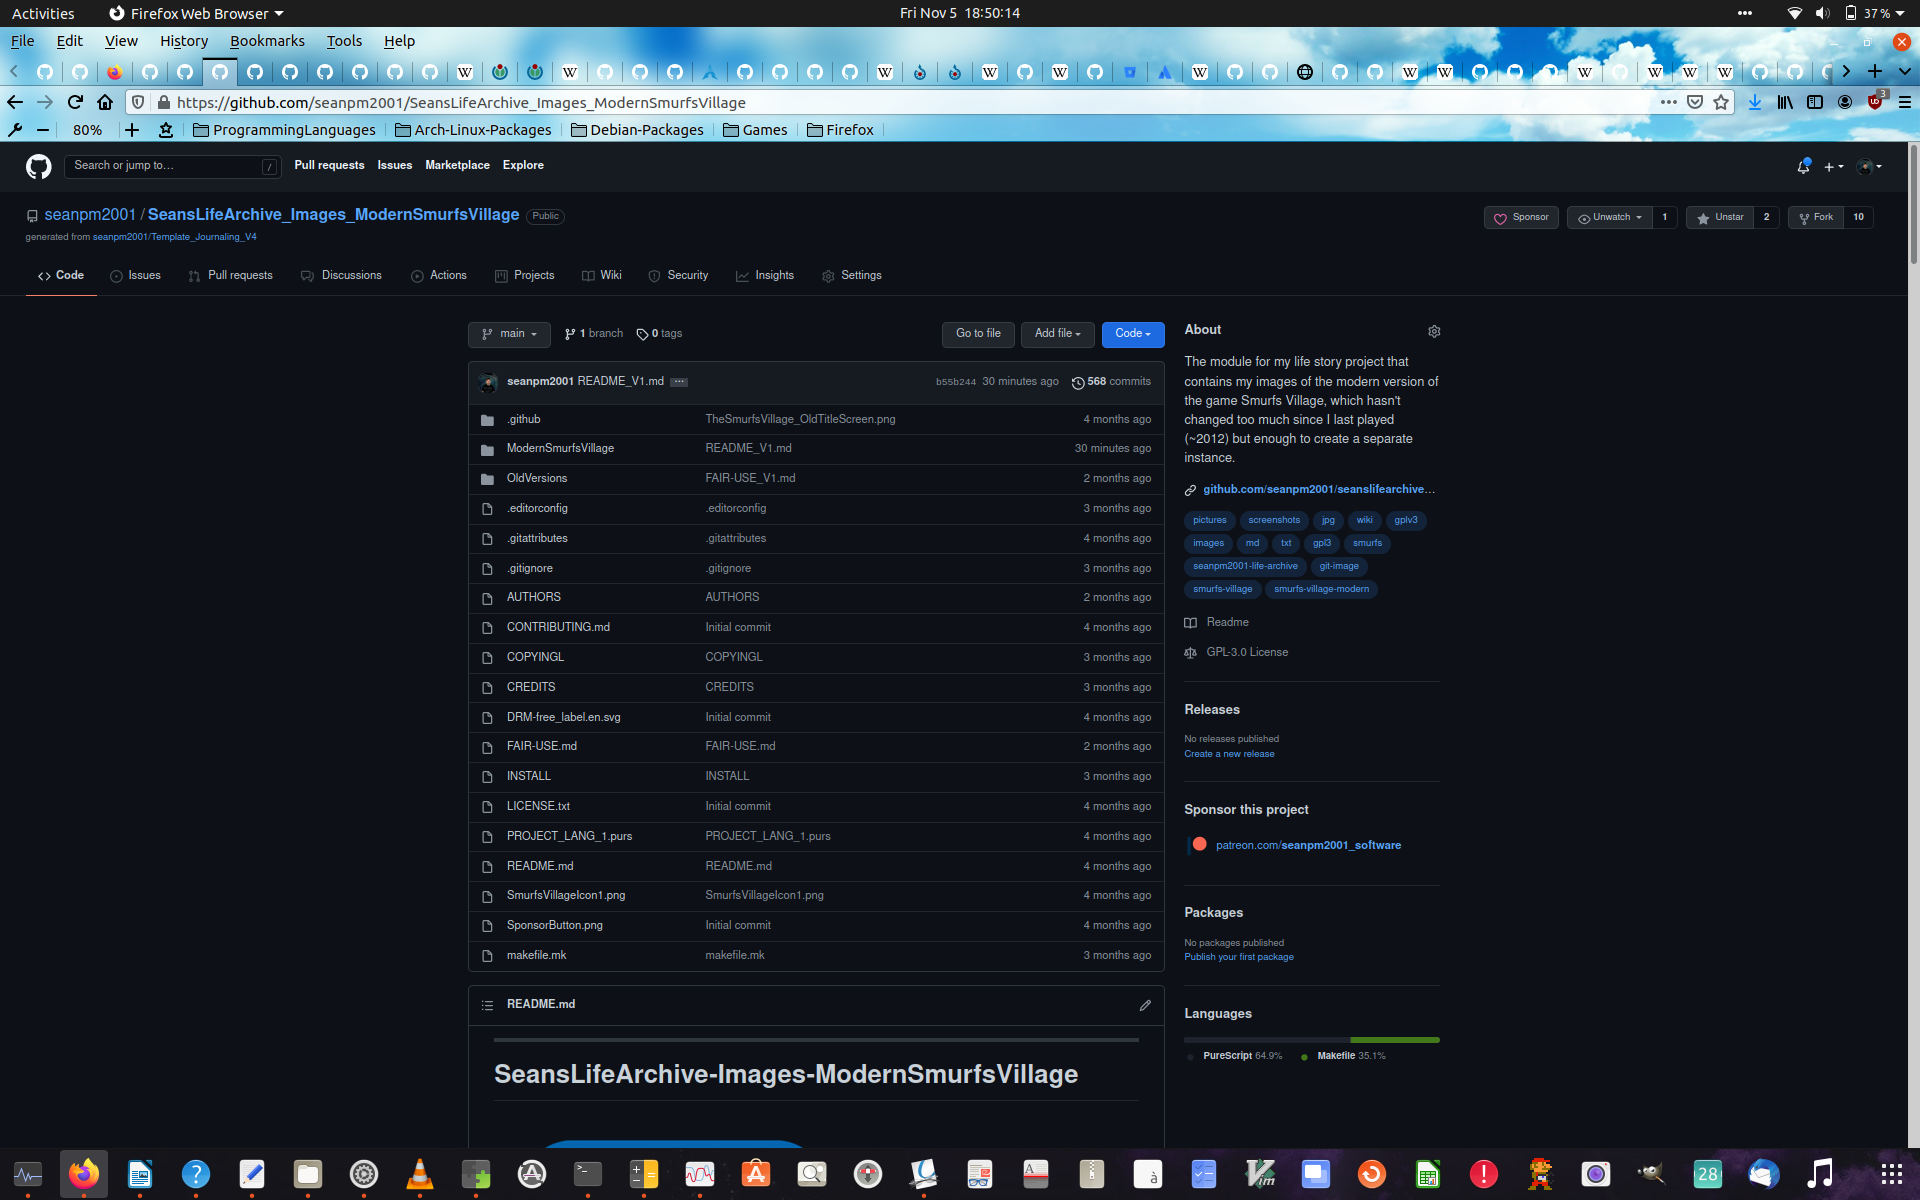 Activities Firefox Web Browser Fri Nov 5 18:50:14 37 %
File Edit View History Bookmarks Tools Help
https://github.com/seanpm2001/SeansLifeArchive_Images_ModernSmurfsVillage 3
80% ProgrammingLanguages Arch-Linux-Packages Debian-Packages Games Firefox
Search or jump to… / Pull requests Issues Marketplace Explore
seanpm2001 / SeansLifeArchive_Images_ModernSmurfsVillage Public Sponsor Unwatch 1 Unstar 2 Fork 10
generated from seanpm2001/Template_Journaling_V4
Code Issues Pull requests Discussions Actions Projects Wiki Security Insights Settings
main 1 branch 0 tags Go to file Add file Code
seanpm2001 README_V1.md b55b244 30 minutes ago 568 commits
.github TheSmurfsVillage_OldTitleScreen.png 4 months ago
ModernSmurfsVillage README_V1.md 30 minutes ago
OldVersions FAIR-USE_V1.md 2 months ago
.editorconfig .editorconfig 3 months ago
.gitattributes .gitattributes 4 months ago
.gitignore .gitignore 3 months ago
AUTHORS AUTHORS 2 months ago
CONTRIBUTING.md Initial commit 4 months ago
COPYINGL COPYINGL 3 months ago
CREDITS CREDITS 3 months ago
DRM-free_label.en.svg Initial commit 4 months ago
FAIR-USE.md FAIR-USE.md 2 months ago
INSTALL INSTALL 3 months ago
LICENSE.txt Initial commit 4 months ago
PROJECT_LANG_1.purs PROJECT_LANG_1.purs 4 months ago
README.md README.md 4 months ago
SmurfsVillageIcon1.png SmurfsVillageIcon1.png 4 months ago
SponsorButton.png Initial commit 4 months ago
makefile.mk makefile.mk 3 months ago
README.md
SeansLifeArchive-Images-ModernSmurfsVillage
About
The module for my life story project that
contains my images of the modern version of
the game Smurfs Village, which hasn't
changed too much since I last played
(~2012) but enough to create a separate
instance.
github.com/seanpm2001/seanslifearchive…
pictures screenshots jpg wiki gplv3
images md txt gpl3 smurfs
seanpm2001-life-archive git-image
smurfs-village smurfs-village-modern
Readme
GPL-3.0 License
Releases
No releases published
Create a new release
Sponsor this project
patreon.com/seanpm2001_software
Packages
No packages published
Publish your first package
Languages
PureScript 64.9% Makefile 35.1%
28